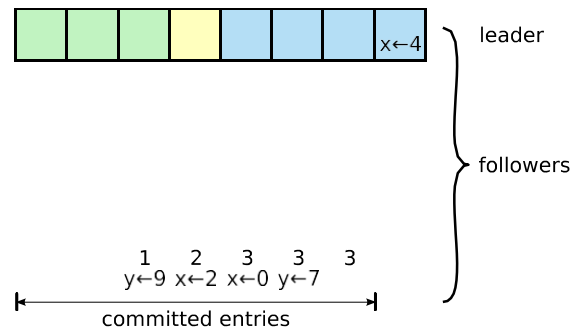 leader
x←4
followers
1 2 3 3 3
y←9 x←2 x←0 y←7
committed entries